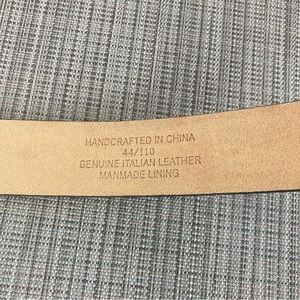 HANDCRAFTED IN CHINA
44/110
GENUINE ITALIAN LEATHER
MANMADE LINING